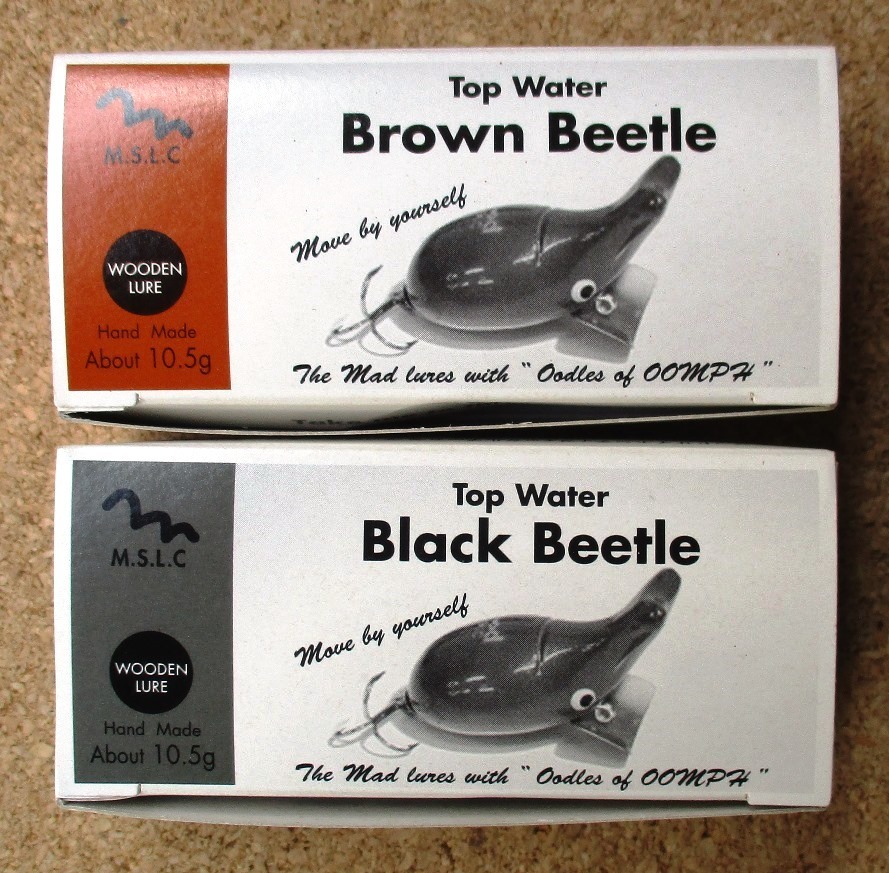 Top Water
Brown Beetle
M.S.L.C
Move by yourself
WOODEN
LURE
Hand Made
About 10.5g
The Mad lures with " Oodles of OOMPH "
Top Water
Black Beetle
M.S.L.C
Move by yourself
WOODEN
LURE
Hand Made
About 10.5g
The Mad lures with " Oodles of OOMPH "